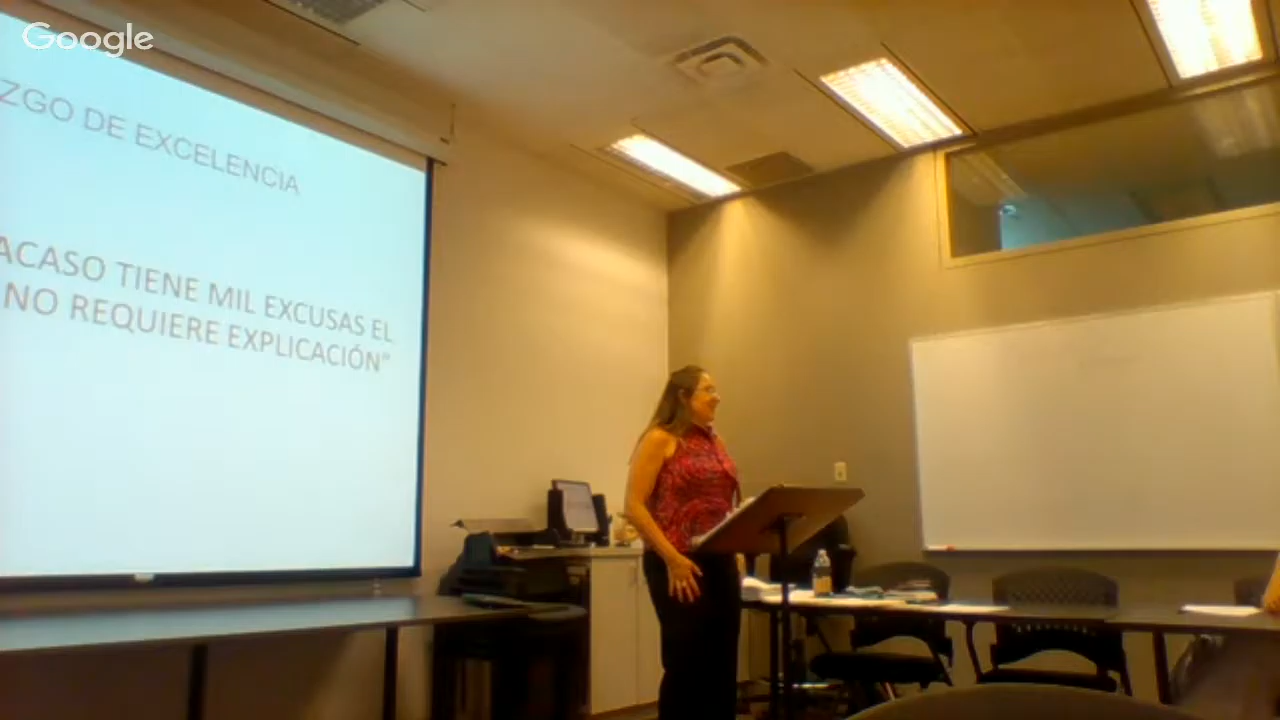 Google
ZGO DE EXCELENCIA
ACASO TIENE MIL EXCUSAS EL
NO REQUIERE EXPLICACIÓN"